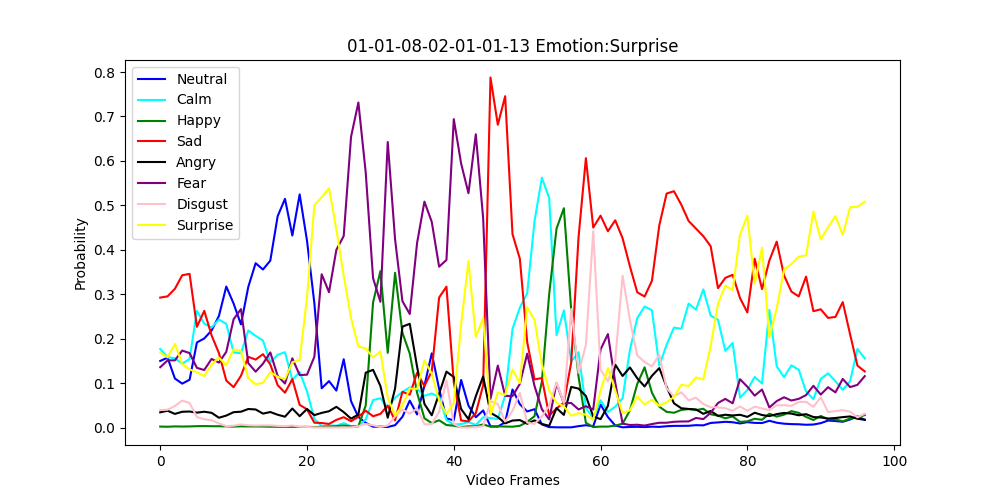 01-01-08-02-01-01-13 Emotion:Surprise
Probability
0.8
0.7
0.6
0.5
0.4
0.3
0.2
0.1
0.0
Neutral
Calm
Happy
Sad
Angry
Fear
Disgust
Surprise
0 20 40 60 80 100
Video Frames